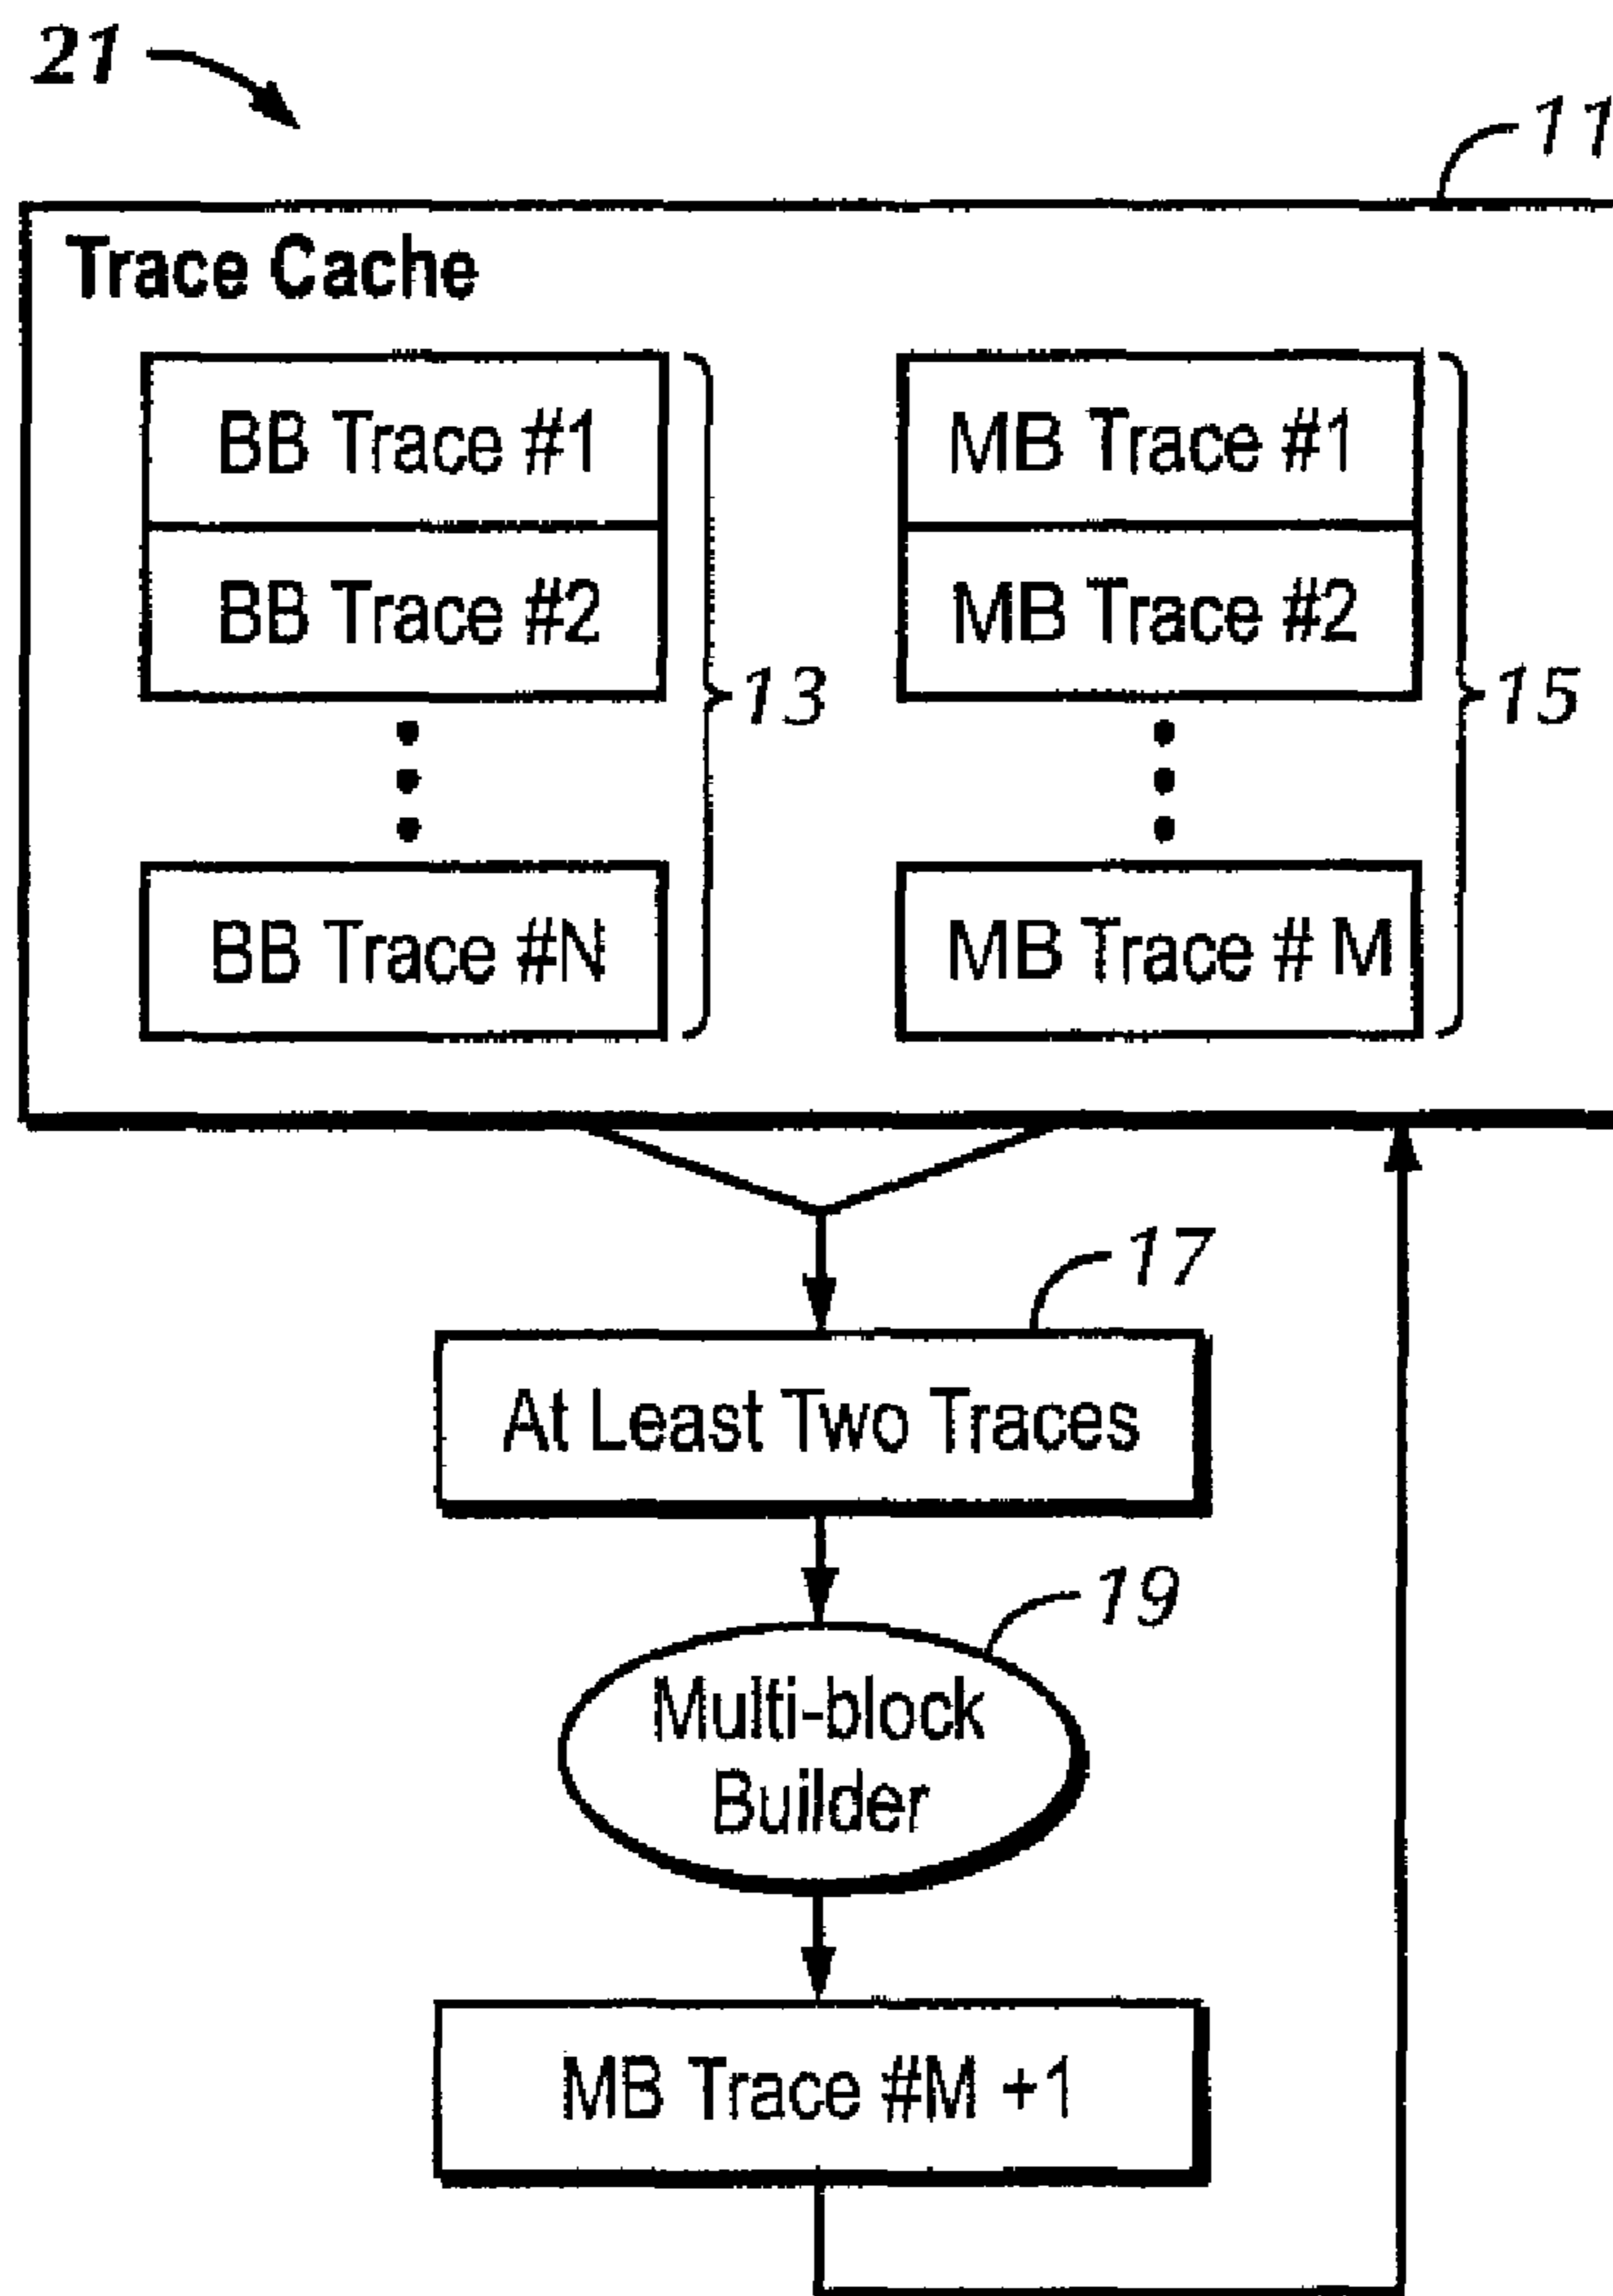 21
11
Trace Cache
BB Trace #1
MB Trace #1
BB Trace #2
MB Trace #2
13
15
BB Trace #N
MB Trace # M
17
At Least Two Traces
19
Multi-block
Builder
MB Trace #M +1